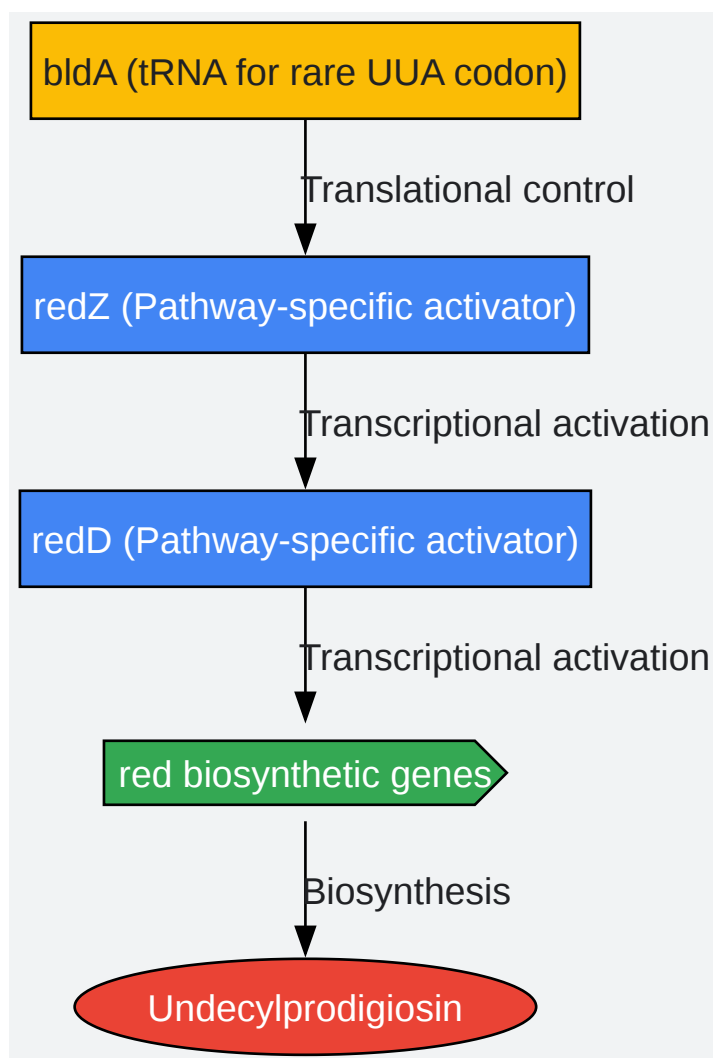 bldA (tRNA for rare UUA codon)
Translational control
redZ (Pathway-specific activator)
Transcriptional activation
redD (Pathway-specific activator)
Transcriptional activation
red biosynthetic genes
Biosynthesis
Undecylprodigiosin